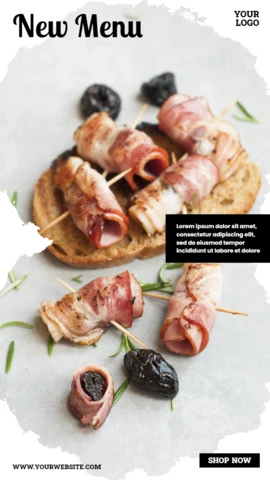 New Menu
YOUR
LOGO
Lorem ipsum dolor sit amet,
consectetur adipiscing elit,
sed do eiusmod tempor
incididunt ut labore et dolore
WWW.YOURWEBSITE.COM
SHOP NOW